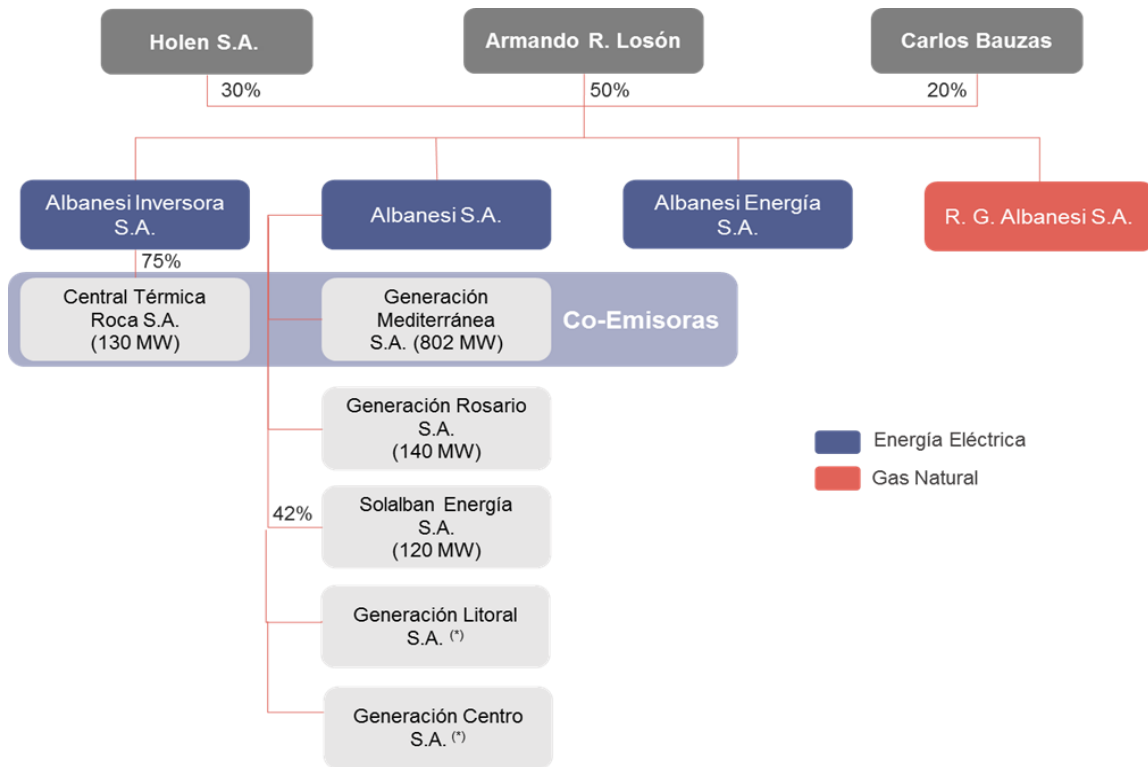 Holen S.A.
Armando R. Losón
Carlos Bauzas
30%
50%
20%
Albanesi Inversora
S.A.
Albanesi S.A.
Albanesi Energía
S.A.
R. G. Albanesi S.A.
75%
Central Térmica
Roca S.A.
(130 MW)
Generación
Mediterránea
S.A. (802 MW)
Co-Emisoras
Generación Rosario
S.A.
(140 MW)
Energía Eléctrica
Gas Natural
42%
Solalban Energía
S.A.
(120 MW)
Generación Litoral
S.A. (*)
Generación Centro
S.A. (*)